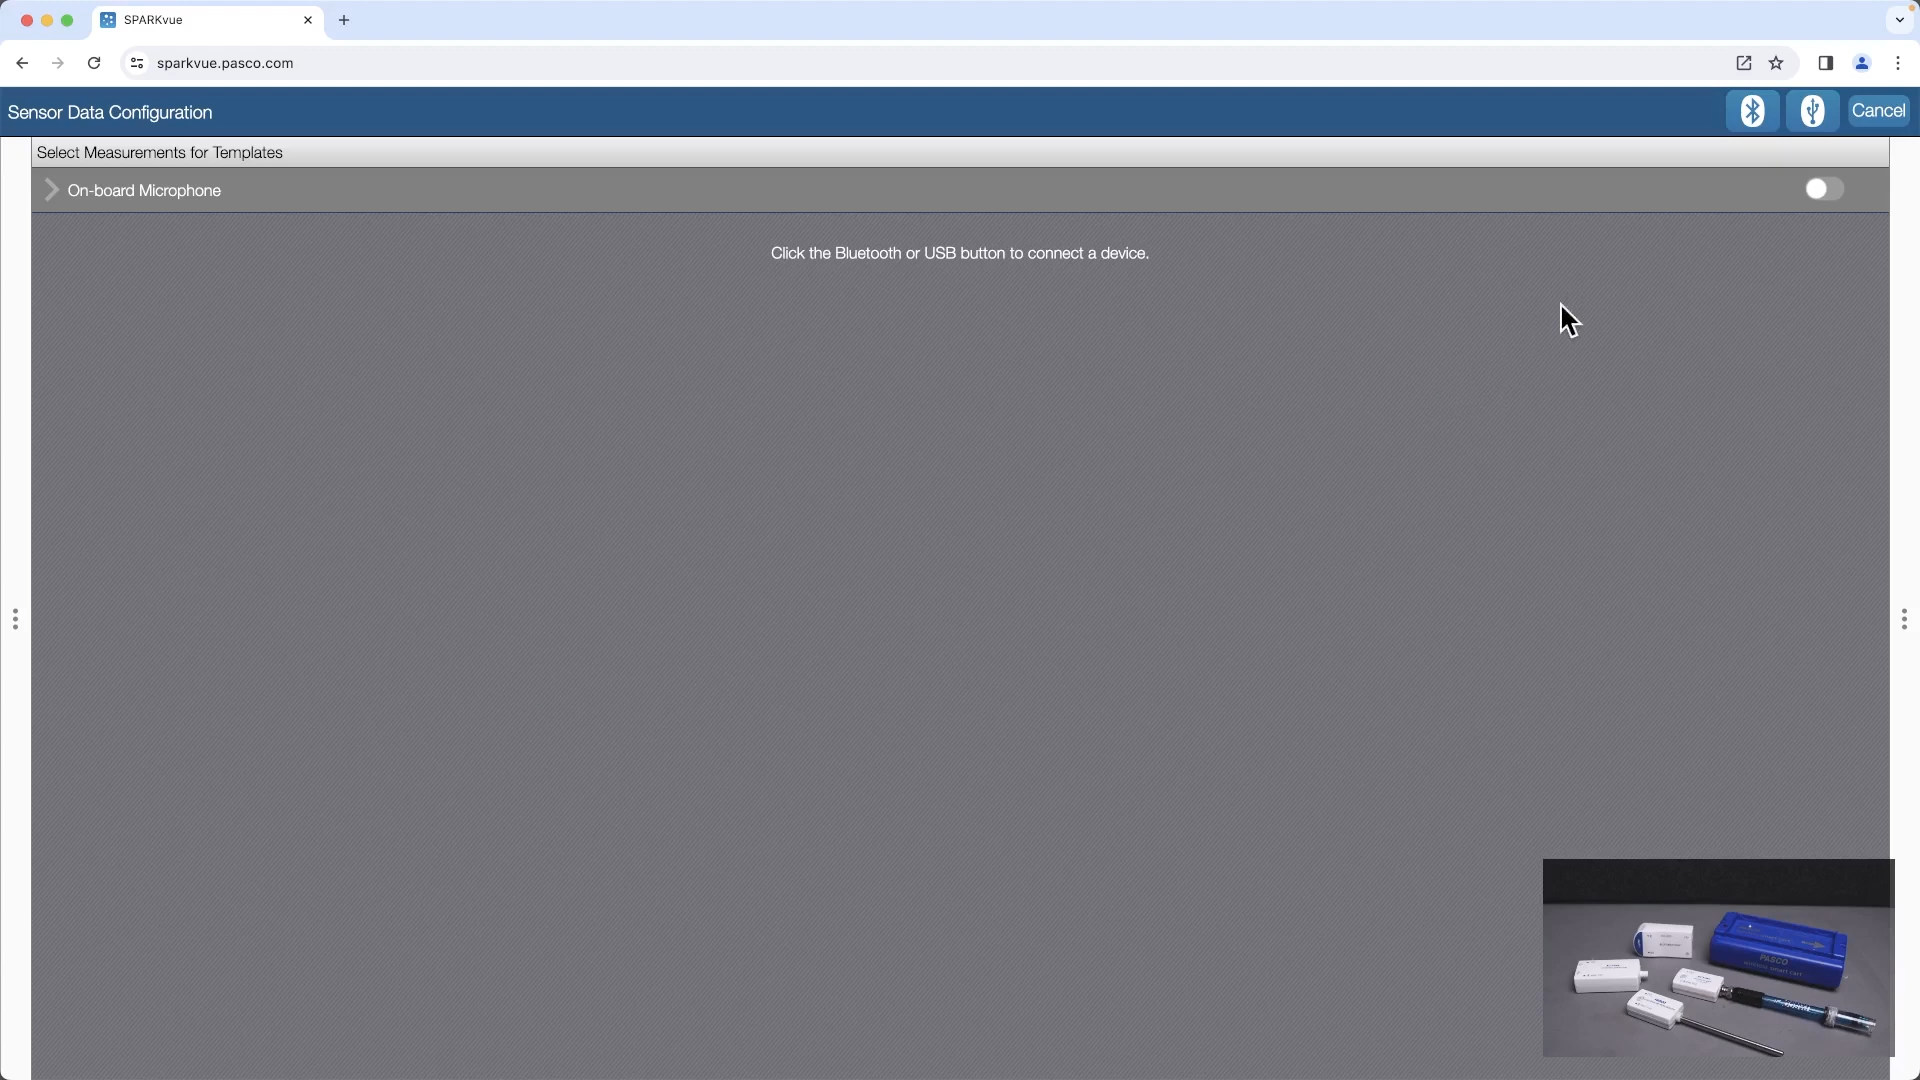 SPARKvue
sparkvue.pasco.com
Sensor Data Configuration
Cancel
Select Measurements for Templates
On-board Microphone
Click the Bluetooth or USB button to connect a device.
PASCO